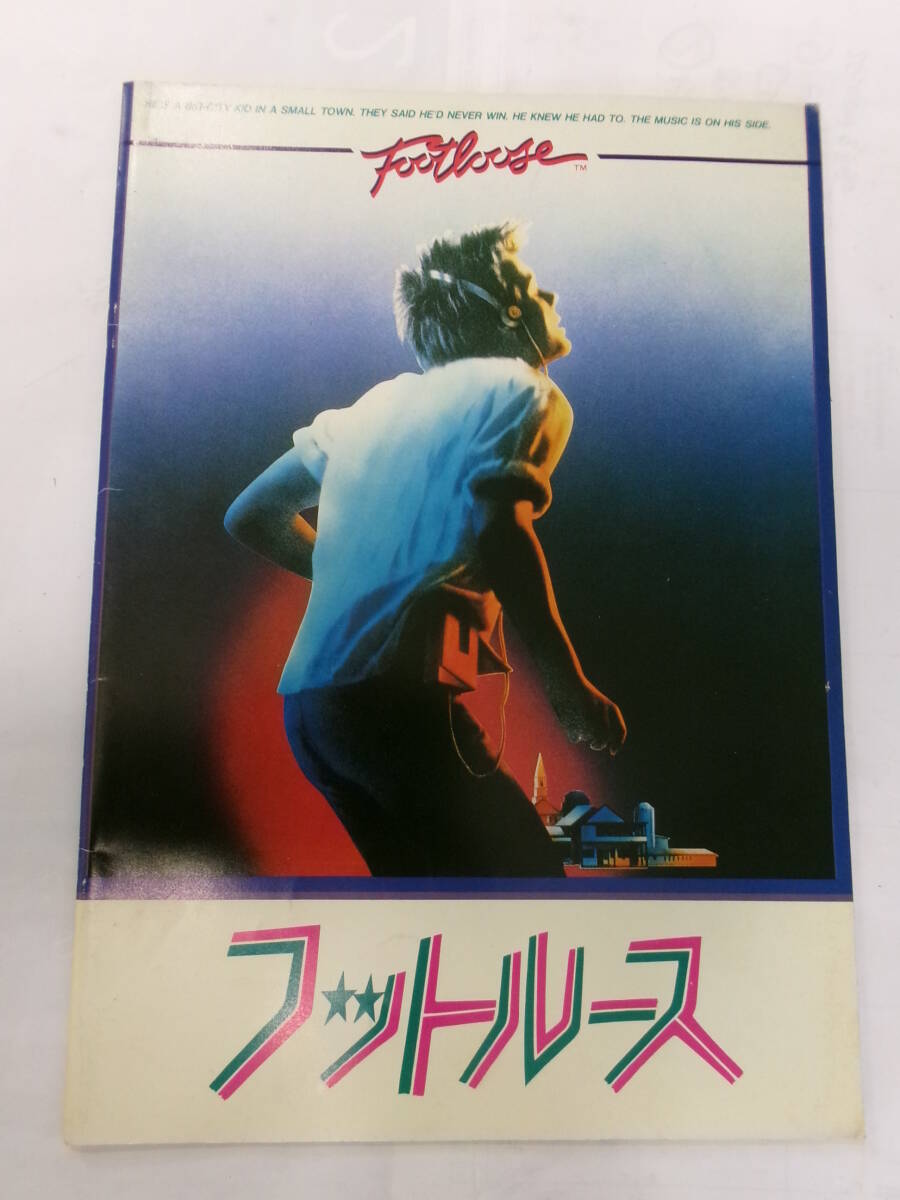 HE'S A BIG-CITY KID IN A SMALL TOWN. THEY SAID HE'D NEVER WIN. HE KNEW HE HAD TO. THE MUSIC IS ON HIS SIDE.
Footloose TM
フットルース